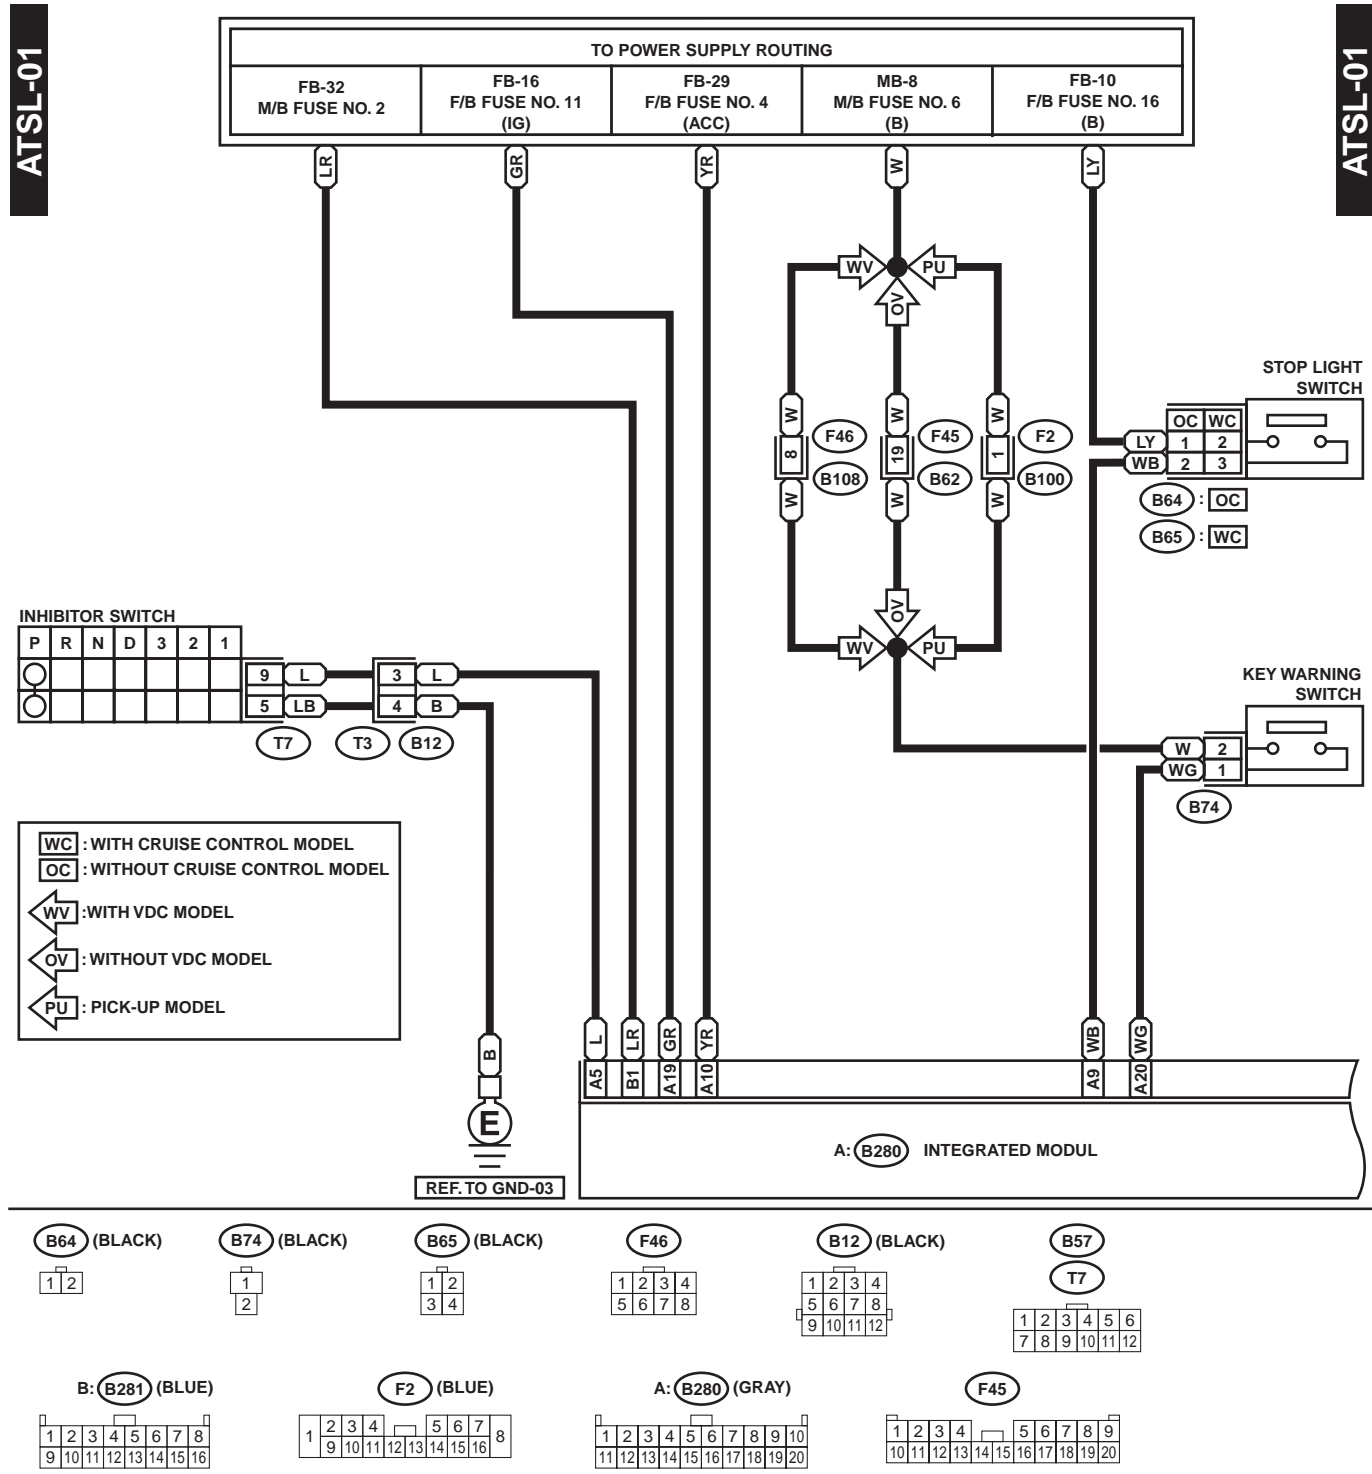 ATSL-01
ATSL-01
TO POWER SUPPLY ROUTING
FB-32
M/B FUSE NO. 2
FB-16
F/B FUSE NO. 11
(IG)
FB-29
F/B FUSE NO. 4
(ACC)
MB-8
M/B FUSE NO. 6
(B)
FB-10
F/B FUSE NO. 16
(B)
LR GR YR W LY
WV PU
OV
W W W
8 19 1
F46 F45 F2
B108 B62 B100
W W W
OV
WV PU
STOP LIGHT
SWITCH
OC WC
LY 1 2
WB 2 3
B64 : OC
B65 : WC
INHIBITOR SWITCH
P R N D 3 2 1
9 L 3 L
5 LB 4 B
T7 T3 B12
KEY WARNING
SWITCH
W 2
WG 1
B74
WC : WITH CRUISE CONTROL MODEL
OC : WITHOUT CRUISE CONTROL MODEL
WV :WITH VDC MODEL
OV : WITHOUT VDC MODEL
PU : PICK-UP MODEL
B L LR GR YR WB WG
A5 B1 A19 A10 A9 A20
E
REF. TO GND-03
A: B280 INTEGRATED MODUL
B64 (BLACK)
1 2
B74 (BLACK)
1
2
B65 (BLACK)
1 2
3 4
F46
1 2 3 4
5 6 7 8
B12 (BLACK)
1 2 3 4
5 6 7 8
9 10 11 12
B57
T7
1 2 3 4 5 6
7 8 9 10 11 12
B: B281 (BLUE)
1 2 3 4 5 6 7 8
9 10 11 12 13 14 15 16
F2 (BLUE)
1 2 3 4 5 6 7 8
9 10 11 12 13 14 15 16
A: B280 (GRAY)
1 2 3 4 5 6 7 8 9 10
11 12 13 14 15 16 17 18 19 20
F45
1 2 3 4 5 6 7 8 9
10 11 12 13 14 15 16 17 18 19 20